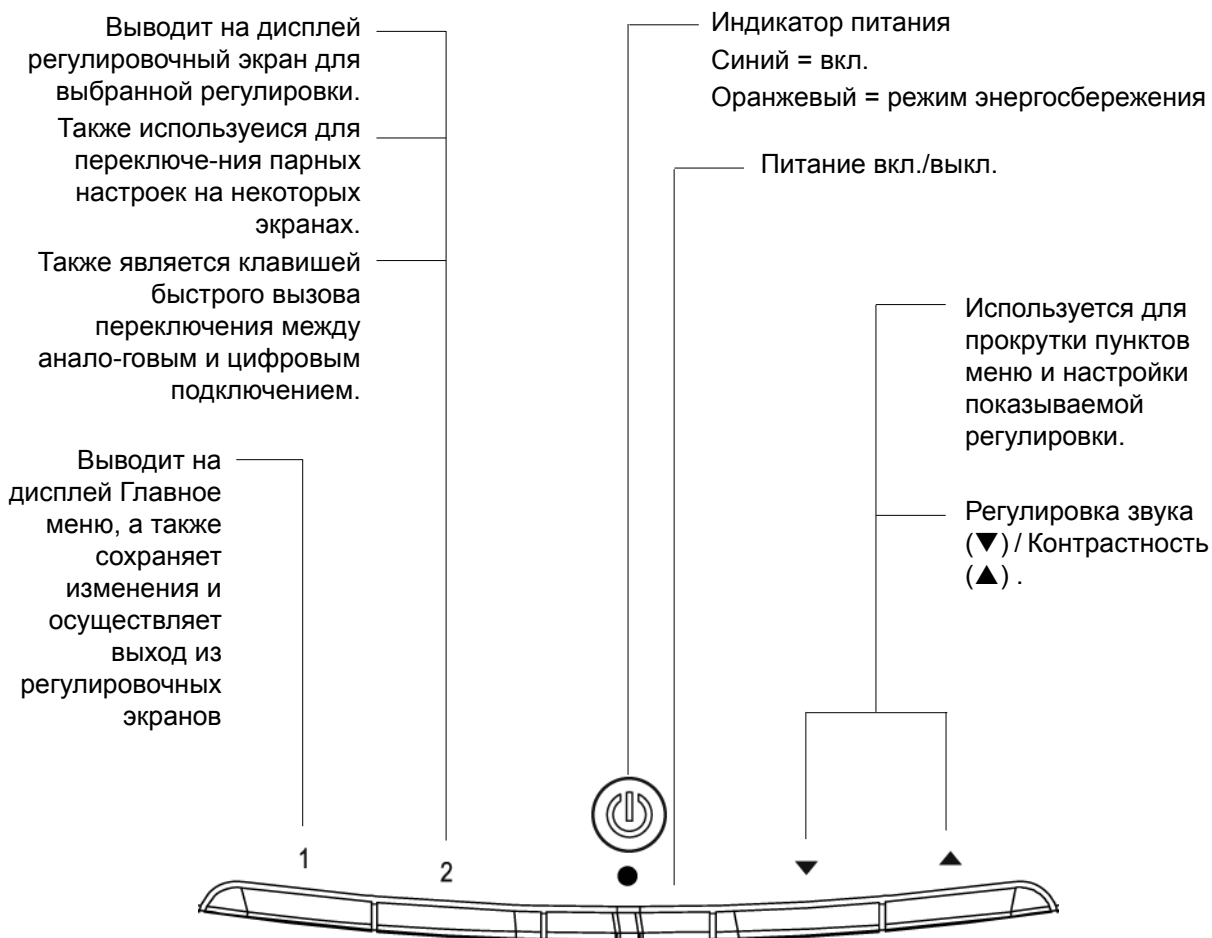 Выводит на дисплей
регулировочный экран для
выбранной регулировки.
Также используеися для
переключе-ния парных
настроек на некоторых
экранах.
Также является клавишей
быстрого вызова
переключения между
анало-говым и цифровым
подключением.
Выводит на
дисплей Главное
меню, а также
сохраняет
изменения и
осуществляет
выход из
регулировочных
экранов
Индикатор питания
Синий = вкл.
Оранжевый = режим энергосбережения
Питание вкл./выкл.
Используется для
прокрутки пунктов
меню и настройки
показываемой
регулировки.
Регулировка звука
(▼) / Контрастность
(▲) .
1
2
▼
▲